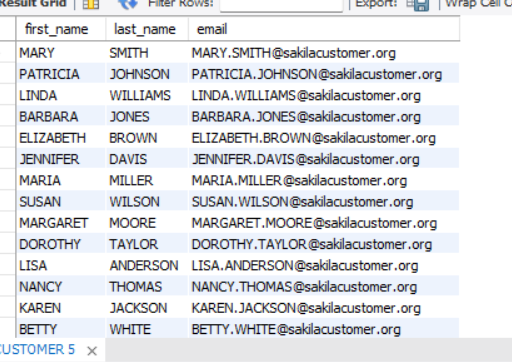 Result Grid Filter Rows: Export: Wrap Cell C
first_name last_name email
MARY SMITH MARY.SMITH@sakilacustomer.org
PATRICIA JOHNSON PATRICIA.JOHNSON@sakilacustomer.org
LINDA WILLIAMS LINDA.WILLIAMS@sakilacustomer.org
BARBARA JONES BARBARA.JONES@sakilacustomer.org
ELIZABETH BROWN ELIZABETH.BROWN@sakilacustomer.org
JENNIFER DAVIS JENNIFER.DAVIS@sakilacustomer.org
MARIA MILLER MARIA.MILLER@sakilacustomer.org
SUSAN WILSON SUSAN.WILSON@sakilacustomer.org
MARGARET MOORE MARGARET.MOORE@sakilacustomer.org
DOROTHY TAYLOR DOROTHY.TAYLOR@sakilacustomer.org
LISA ANDERSON LISA.ANDERSON@sakilacustomer.org
NANCY THOMAS NANCY.THOMAS@sakilacustomer.org
KAREN JACKSON KAREN.JACKSON@sakilacustomer.org
BETTY WHITE BETTY.WHITE@sakilacustomer.org
CUSTOMER 5